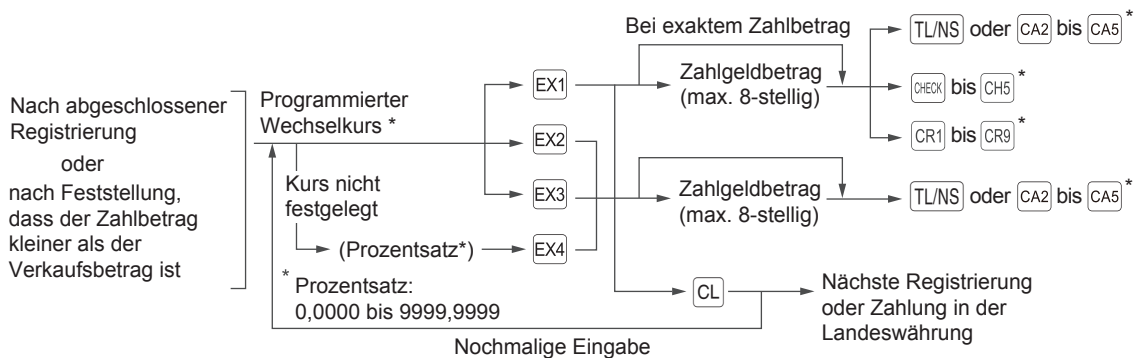 Nach abgeschlossener
Registrierung
oder
nach Feststellung,
dass der Zahlbetrag
kleiner als der
Verkaufsbetrag ist
Programmierter
Wechselkurs *
Kurs nicht
festgelegt
(Prozentsatz*)
* Prozentsatz:
0,0000 bis 9999,9999
EX1
EX2
EX3
EX4
Bei exaktem Zahlbetrag
Zahlgeldbetrag
(max. 8-stellig)
TL/NS oder CA2 bis CA5 *
CHECK bis CH5 *
CR1 bis CR9 *
Zahlgeldbetrag
(max. 8-stellig)
TL/NS oder CA2 bis CA5 *
CL
Nächste Registrierung
oder Zahlung in der
Landeswährung
Nochmalige Eingabe